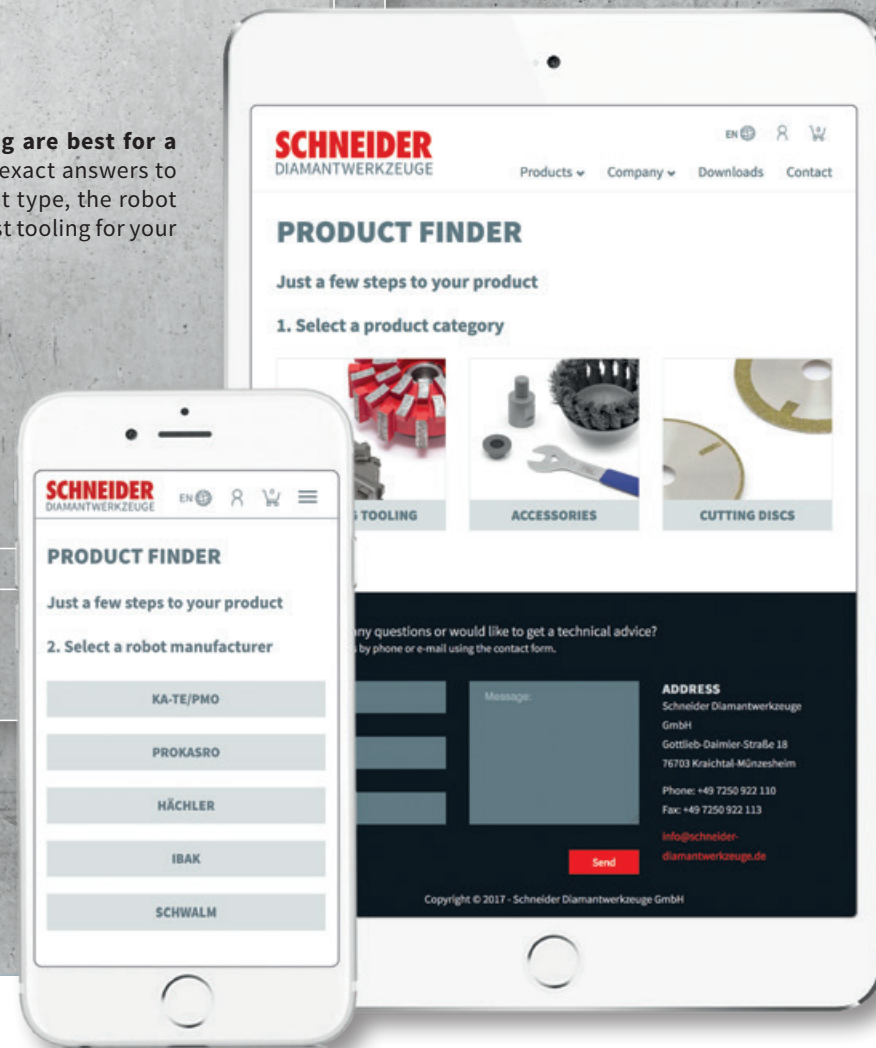 g are best for a
exact answers to
t type, the robot
st tooling for your
SCHNEIDER
DIAMANTWERKZEUGE
EN
Products
Company
Downloads
Contact
PRODUCT FINDER
Just a few steps to your product
1. Select a product category
TOOLING
ACCESSORIES
CUTTING DISCS
any questions or would like to get a technical advice?
by phone or e-mail using the contact form.
Message:
Send
ADDRESS
Schneider Diamantwerkzeuge
GmbH
Gottlieb-Daimler-Straße 18
76703 Kraichtal-Münzesheim
Phone: +49 7250 922 110
Fax: +49 7250 922 113
info@schneider-
diamantwerkzeuge.de
Copyright © 2017 - Schneider Diamantwerkzeuge GmbH
SCHNEIDER
DIAMANTWERKZEUGE
EN
PRODUCT FINDER
Just a few steps to your product
2. Select a robot manufacturer
KA-TE/PMO
PROKASRO
HÄCHLER
IBAK
SCHWALM